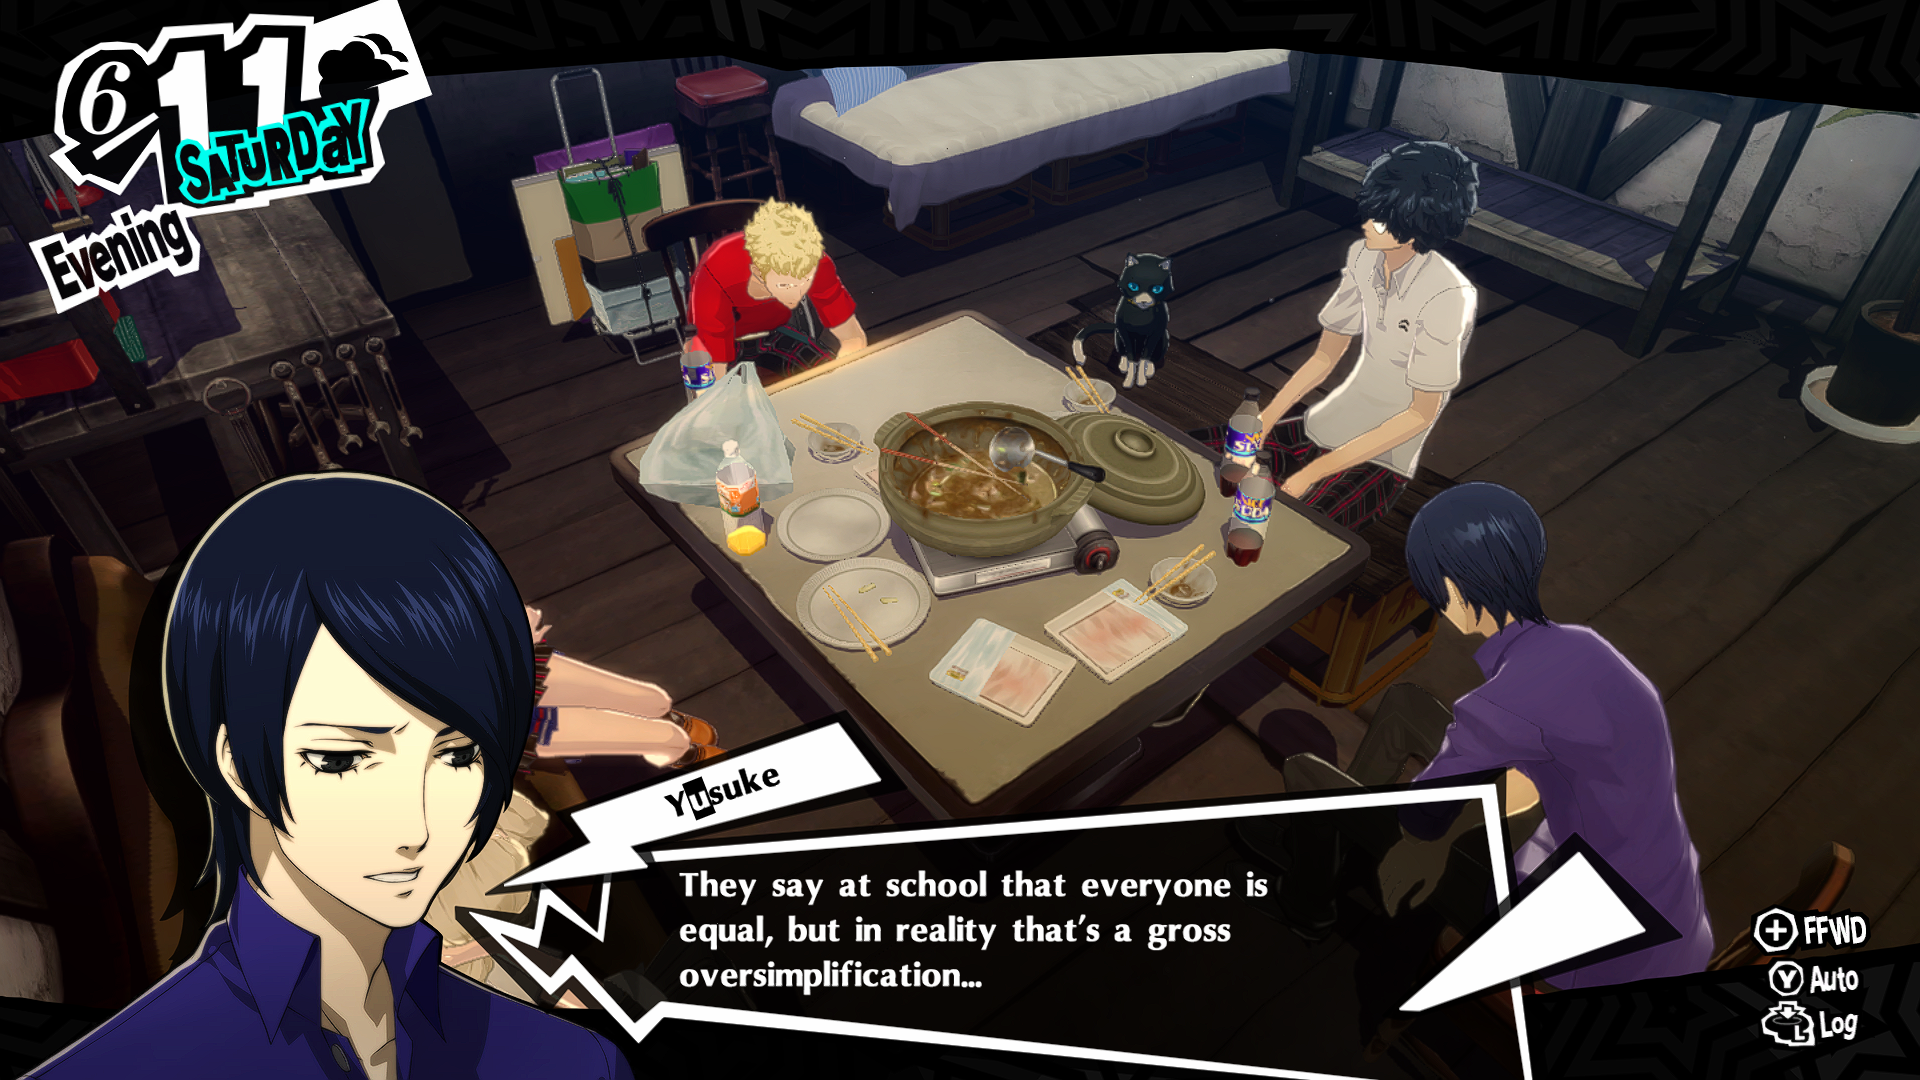 6/11
SATURDAY
Evening
Yusuke
They say at school that everyone is
equal, but in reality that's a gross
oversimplification...
FFWD
Y Auto
L Log